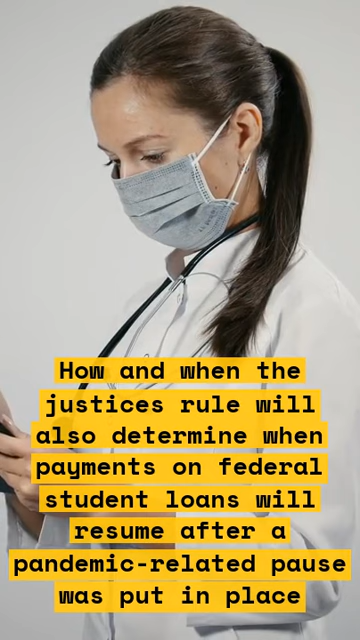 How and when the
justices rule will
also determine when
payments on federal
student loans will
resume after a
pandemic-related pause
was put in place